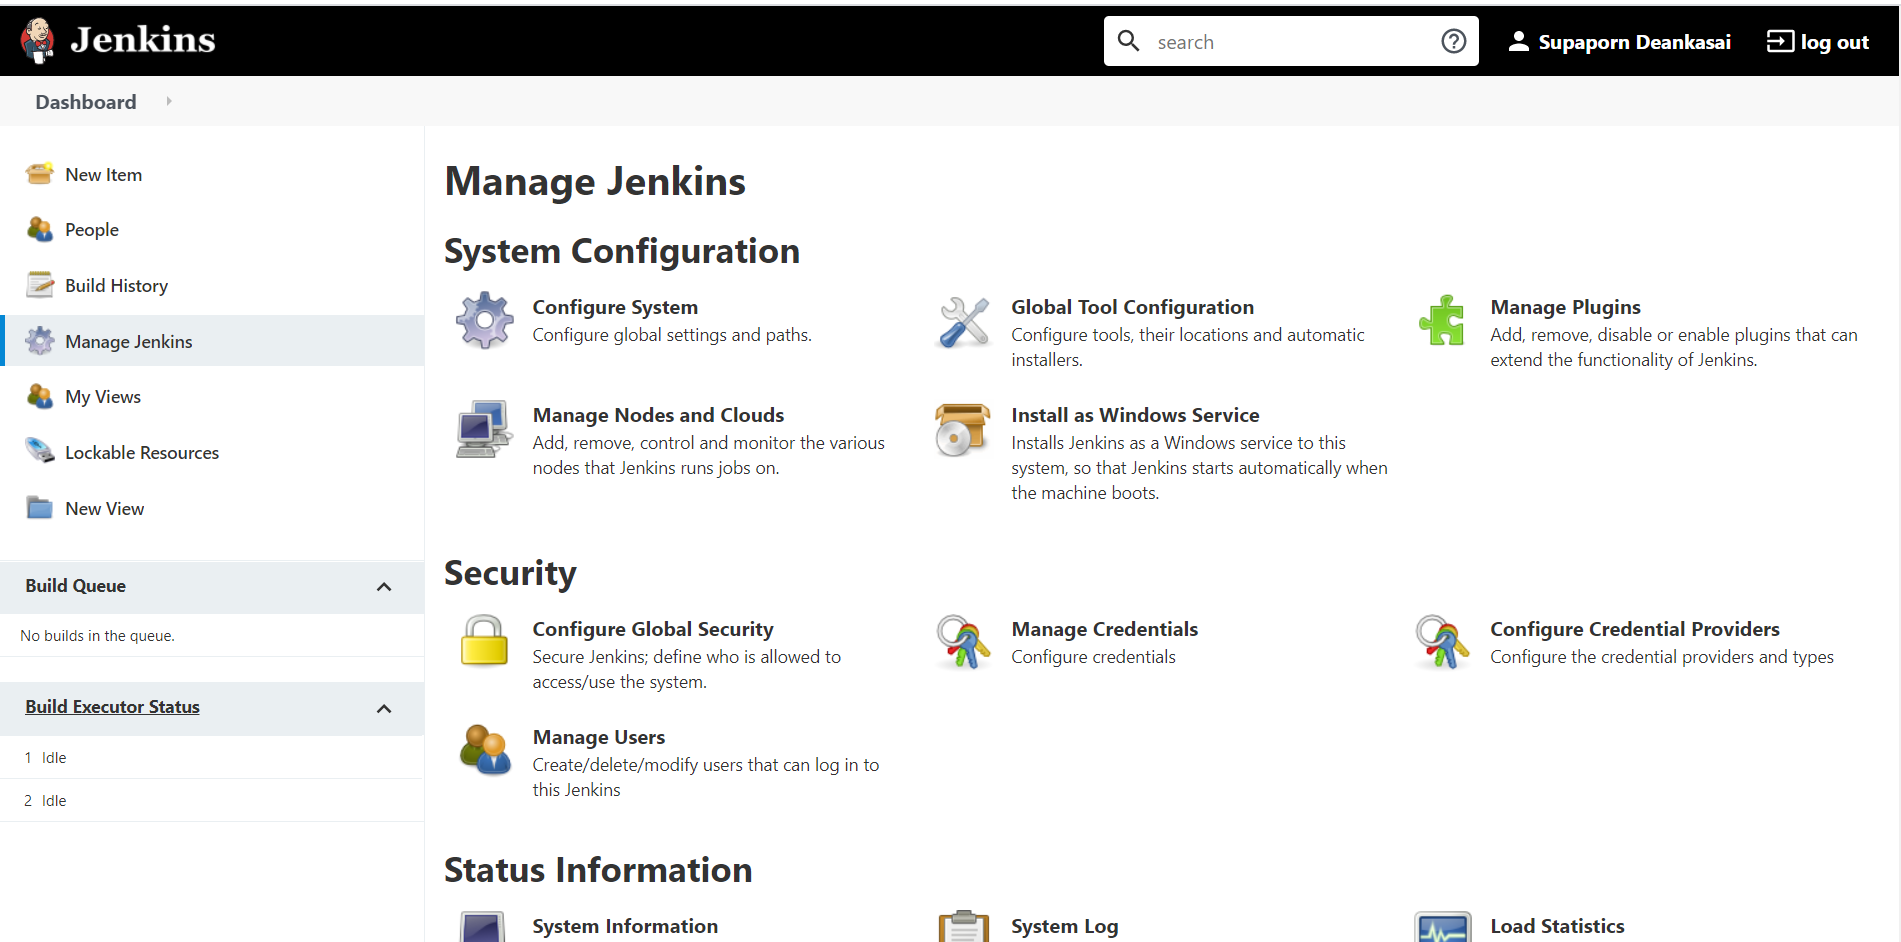 Jenkins
search
Supaporn Deankasai
log out
Dashboard
New Item
People
Build History
Manage Jenkins
My Views
Lockable Resources
New View
Build Queue
No builds in the queue.
Build Executor Status
1 Idle
2 Idle
Manage Jenkins
System Configuration
Configure System
Configure global settings and paths.
Global Tool Configuration
Configure tools, their locations and automatic
installers.
Manage Plugins
Add, remove, disable or enable plugins that can
extend the functionality of Jenkins.
Manage Nodes and Clouds
Add, remove, control and monitor the various
nodes that Jenkins runs jobs on.
Install as Windows Service
Installs Jenkins as a Windows service to this
system, so that Jenkins starts automatically when
the machine boots.
Security
Configure Global Security
Secure Jenkins; define who is allowed to
access/use the system.
Manage Credentials
Configure credentials
Configure Credential Providers
Configure the credential providers and types
Manage Users
Create/delete/modify users that can log in to
this Jenkins
Status Information
System Information
System Log
Load Statistics